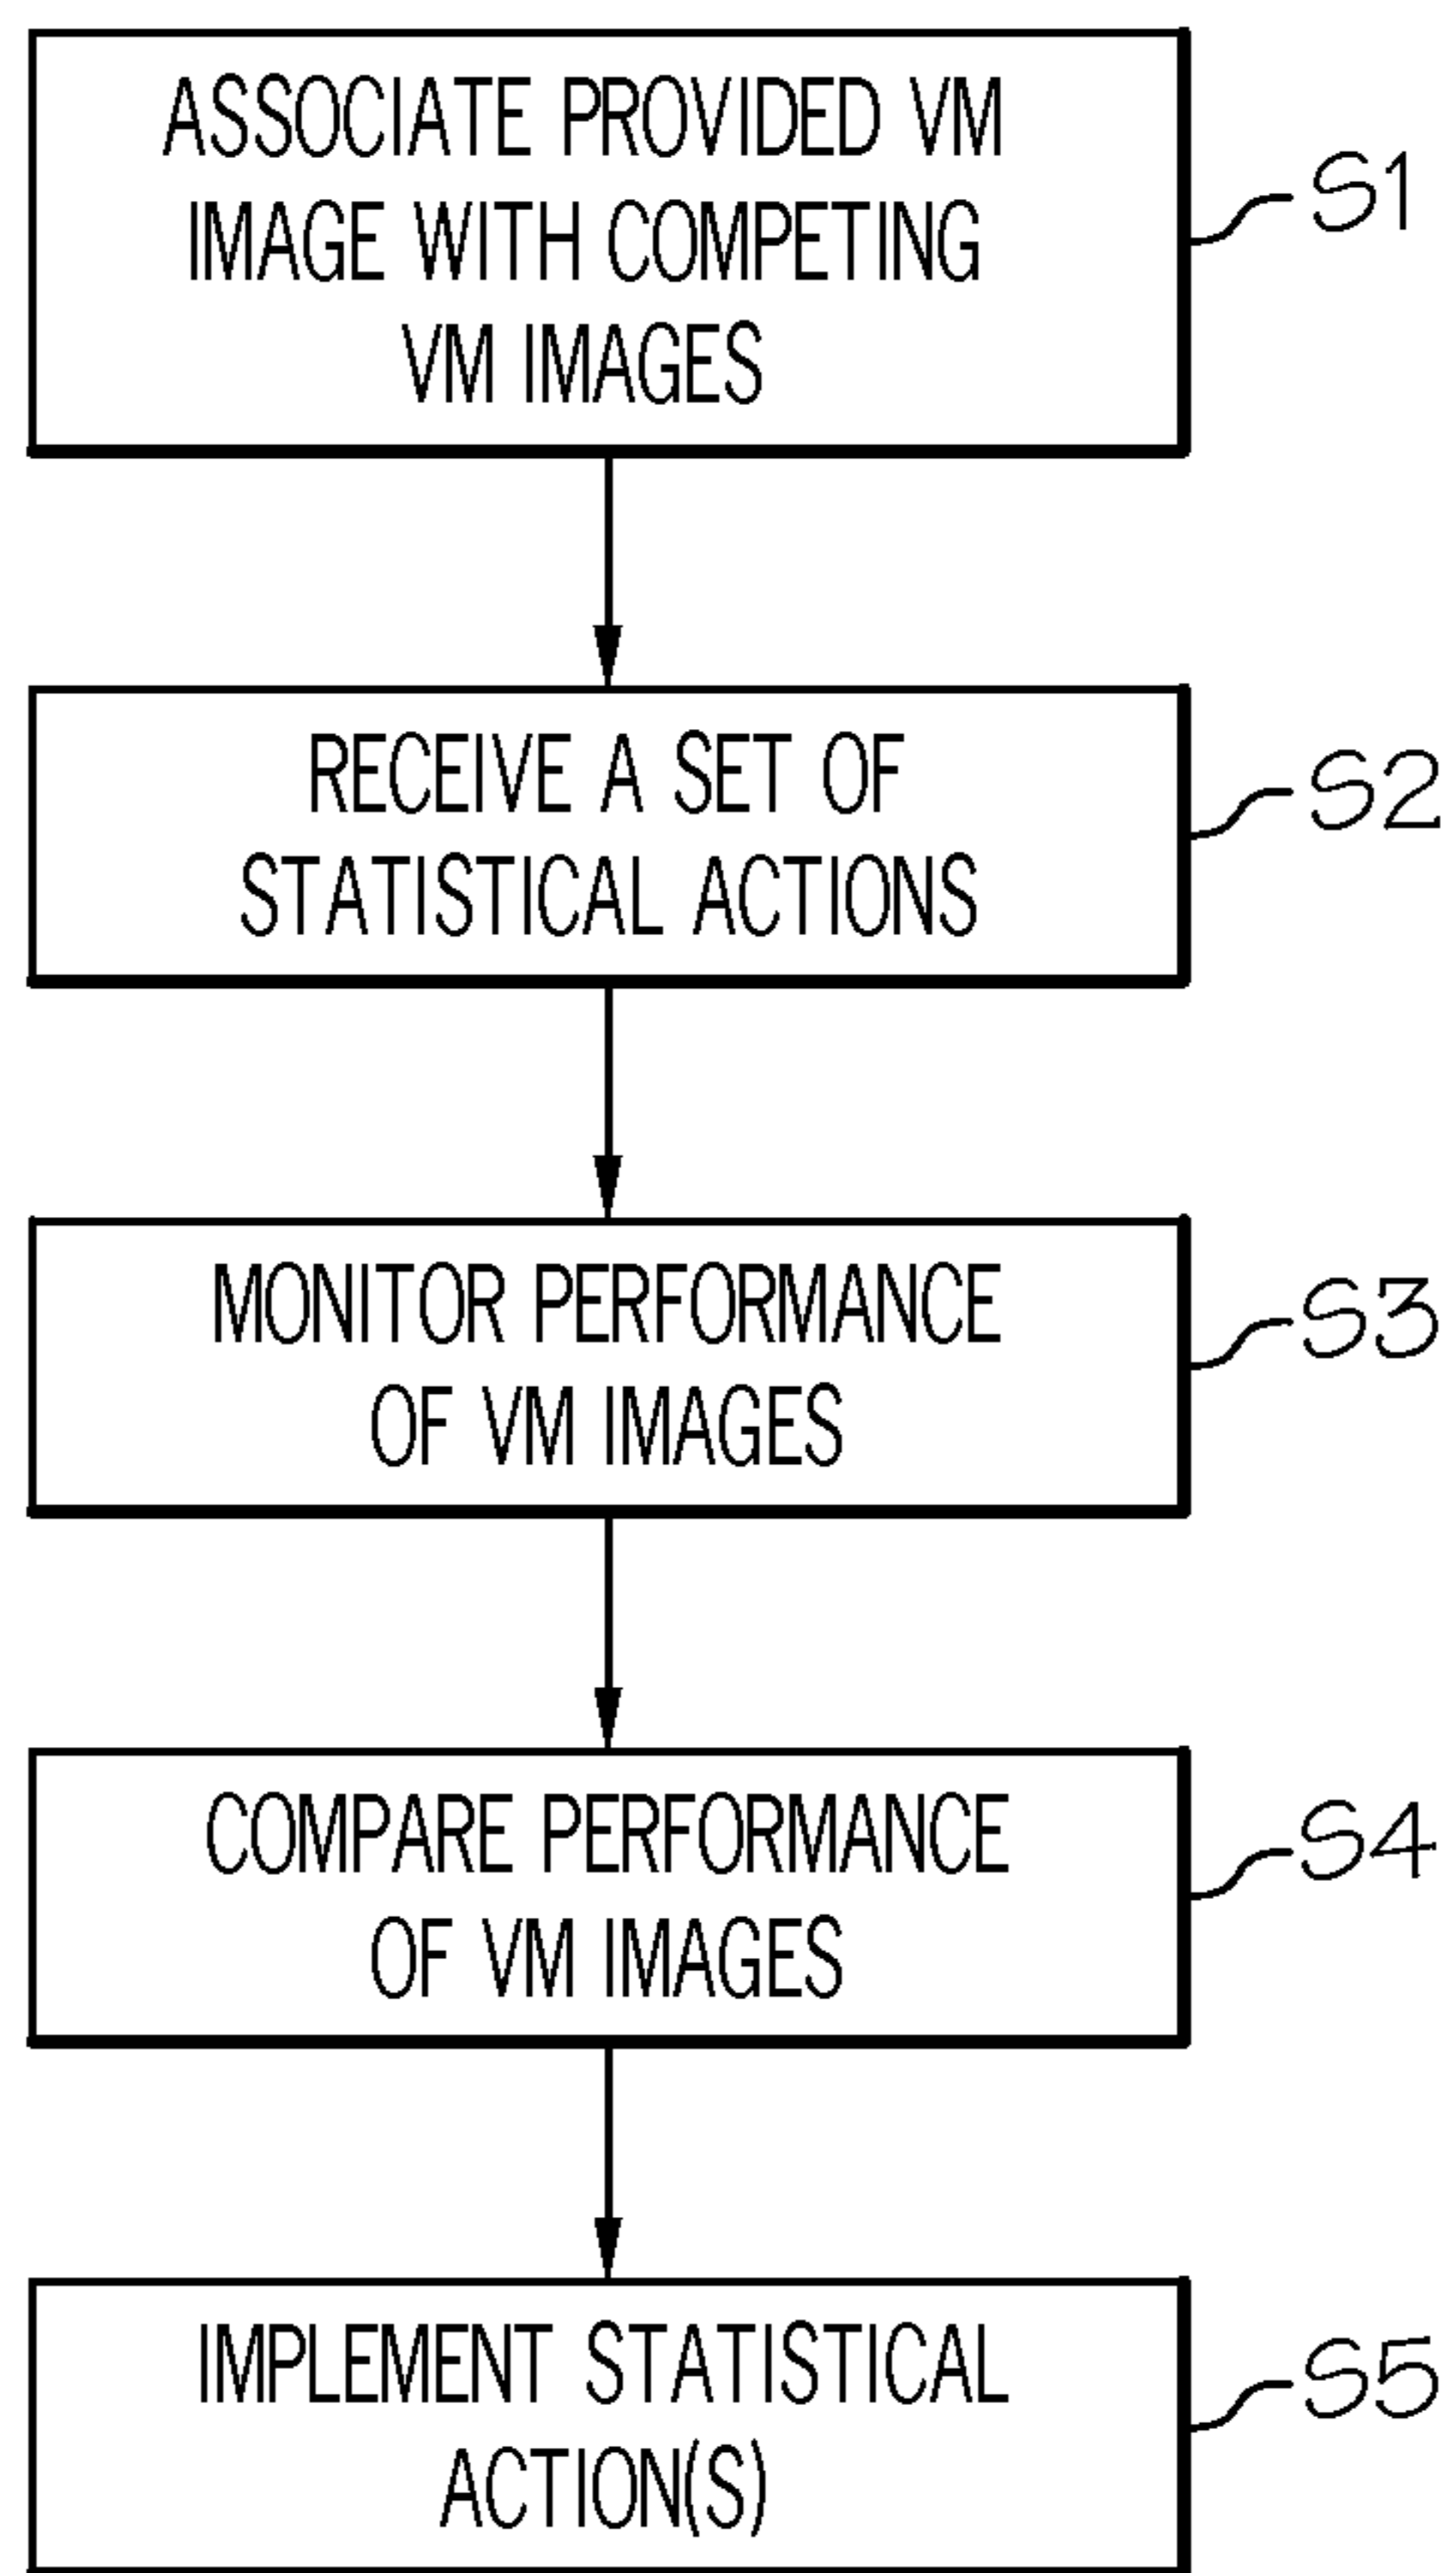 ASSOCIATE PROVIDED VM
IMAGE WITH COMPETING
VM IMAGES
S1
RECEIVE A SET OF
STATISTICAL ACTIONS
S2
MONITOR PERFORMANCE
OF VM IMAGES
S3
COMPARE PERFORMANCE
OF VM IMAGES
S4
IMPLEMENT STATISTICAL
ACTION(S)
S5